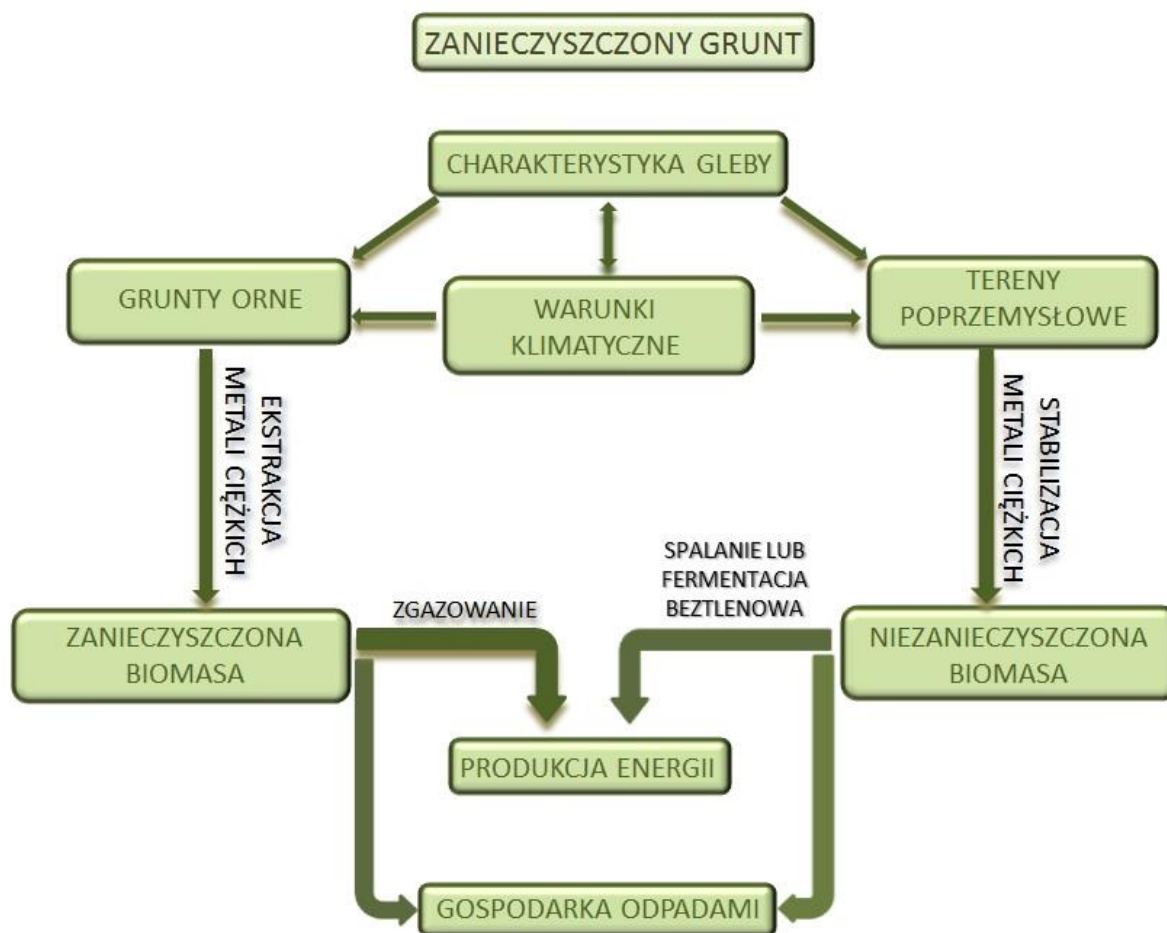 ZANIECZYSZCZONY GRUNT
CHARAKTERYSTYKA GLEBY
GRUNTY ORNE
WARUNKI
KLIMATYCZNE
TERENY
POPRZEMYSŁOWE
EKSTRAKCJA
METALI CIĘŻKICH
STABILIZACJA
METALI CIĘŻKICH
ZGAZOWANIE
SPALANIE LUB
FERMENTACJA
BEZTLENOWA
ZANIECZYSZCZONA
BIOMASA
NIEZANIECZYSZCZONA
BIOMASA
PRODUKCJA ENERGII
GOSPODARKA ODPADAMI